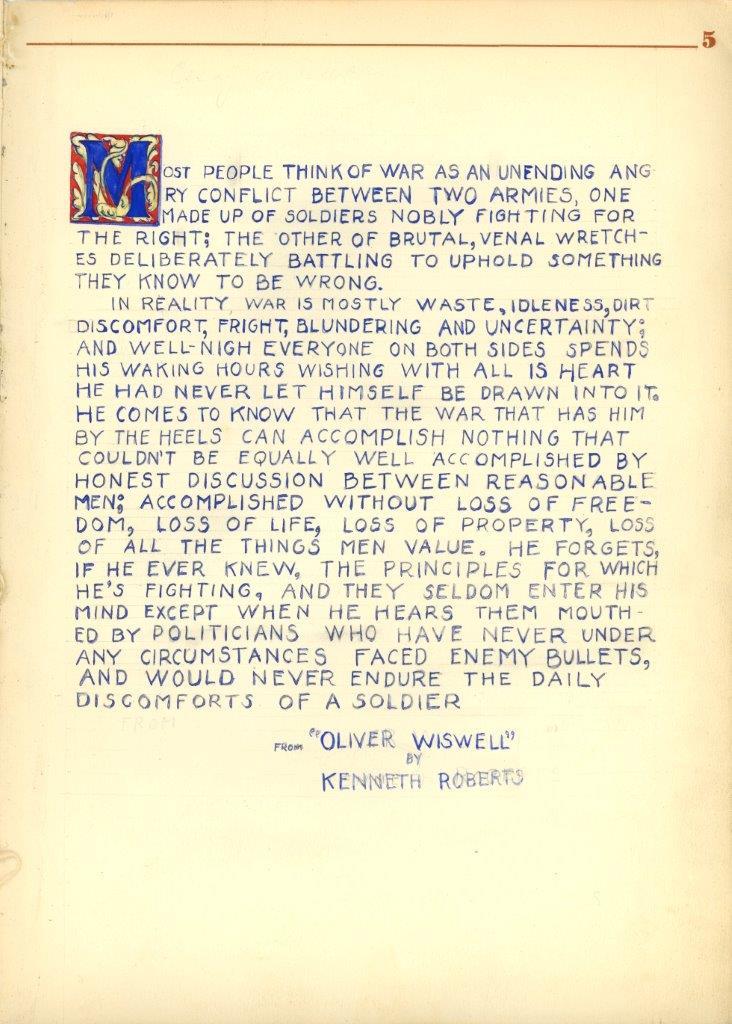 5
MOST PEOPLE THINK OF WAR AS AN UNENDING ANG
RY CONFLICT BETWEEN TWO ARMIES, ONE
MADE UP OF SOLDIERS NOBLY FIGHTING FOR
THE RIGHT; THE OTHER OF BRUTAL, VENAL WRETCH-
ES DELIBERATELY BATTLING TO UPHOLD SOMETHING
THEY KNOW TO BE WRONG.
IN REALITY, WAR IS MOSTLY WASTE, IDLENESS, DIRT
DISCOMFORT, FRIGHT, BLUNDERING AND UNCERTAINTY;
AND WELL-NIGH EVERYONE ON BOTH SIDES SPENDS
HIS WAKING HOURS WISHING WITH ALL IS HEART
HE HAD NEVER LET HIMSELF BE DRAWN INTO IT.
HE COMES TO KNOW THAT THE WAR THAT HAS HIM
BY THE HEELS CAN ACCOMPLISH NOTHING THAT
COULDN'T BE EQUALLY WELL ACCOMPLISHED BY
HONEST DISCUSSION BETWEEN REASONABLE
MEN; ACCOMPLISHED WITHOUT LOSS OF FREE-
DOM, LOSS OF LIFE, LOSS OF PROPERTY, LOSS
OF ALL THE THINGS MEN VALUE. HE FORGETS,
IF HE EVER KNEW, THE PRINCIPLES FOR WHICH
HE'S FIGHTING, AND THEY SELDOM ENTER HIS
MIND EXCEPT WHEN HE HEARS THEM MOUTH-
ED BY POLITICIANS WHO HAVE NEVER UNDER
ANY CIRCUMSTANCES FACED ENEMY BULLETS,
AND WOULD NEVER ENDURE THE DAILY
DISCOMFORTS OF A SOLDIER
FROM
FROM "OLIVER WISWELL"
BY
KENNETH ROBERTS